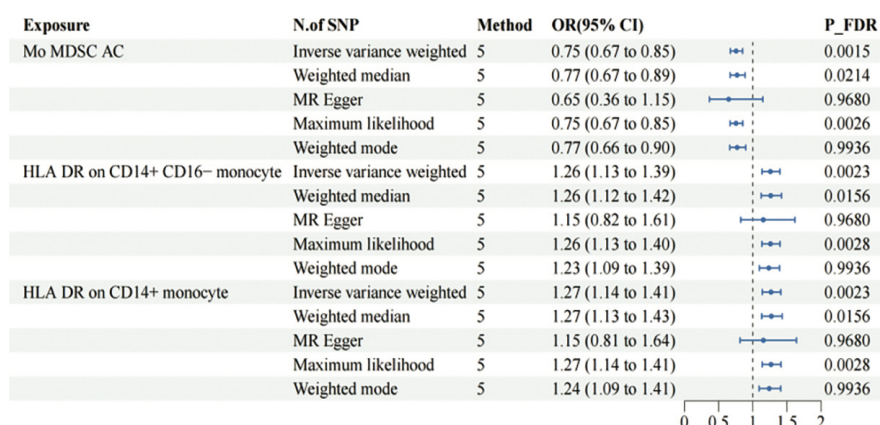 Exposure N.of SNP Method OR(95% CI) P_FDR
Mo MDSC AC Inverse variance weighted 5 0.75 (0.67 to 0.85) 0.0015
Weighted median 5 0.77 (0.67 to 0.89) 0.0214
MR Egger 5 0.65 (0.36 to 1.15) 0.9680
Maximum likelihood 5 0.75 (0.67 to 0.85) 0.0026
Weighted mode 5 0.77 (0.66 to 0.90) 0.9936
HLA DR on CD14+ CD16− monocyte Inverse variance weighted 5 1.26 (1.13 to 1.39) 0.0023
Weighted median 5 1.26 (1.12 to 1.42) 0.0156
MR Egger 5 1.15 (0.82 to 1.61) 0.9680
Maximum likelihood 5 1.26 (1.13 to 1.40) 0.0028
Weighted mode 5 1.23 (1.09 to 1.39) 0.9936
HLA DR on CD14+ monocyte Inverse variance weighted 5 1.27 (1.14 to 1.41) 0.0023
Weighted median 5 1.27 (1.13 to 1.43) 0.0156
MR Egger 5 1.15 (0.81 to 1.64) 0.9680
Maximum likelihood 5 1.27 (1.14 to 1.41) 0.0028
Weighted mode 5 1.24 (1.09 to 1.41) 0.9936
0 0.5 1 1.5 2